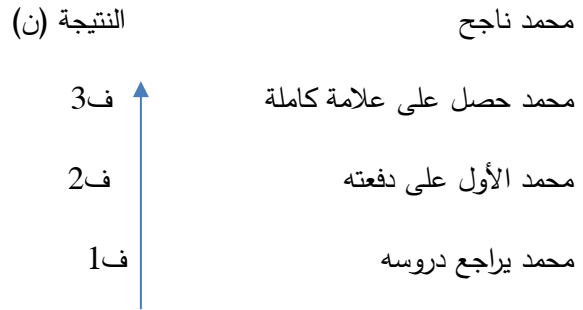 محمد ناجح النتيجة (ن)
محمد حصل على علامة كاملة ف3
محمد الأول على دفعته ف2
محمد يراجع دروسه ف1